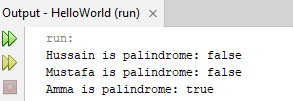 Output - HelloWorld (run)
run:
Hussain is palindrome: false
Mustafa is palindrome: false
Amma is palindrome: true